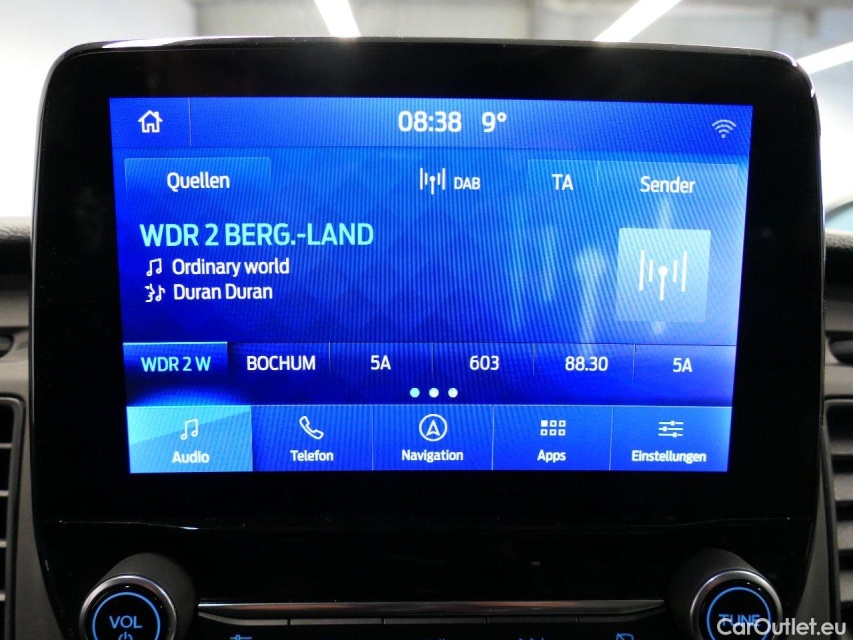 08:38 9°
Quellen DAB TA Sender
WDR 2 BERG.-LAND
Ordinary world
Duran Duran
WDR 2 W BOCHUM 5A 603 88.30 5A
Audio Telefon Navigation Apps Einstellungen
VOL TUNE
CarOutlet.eu